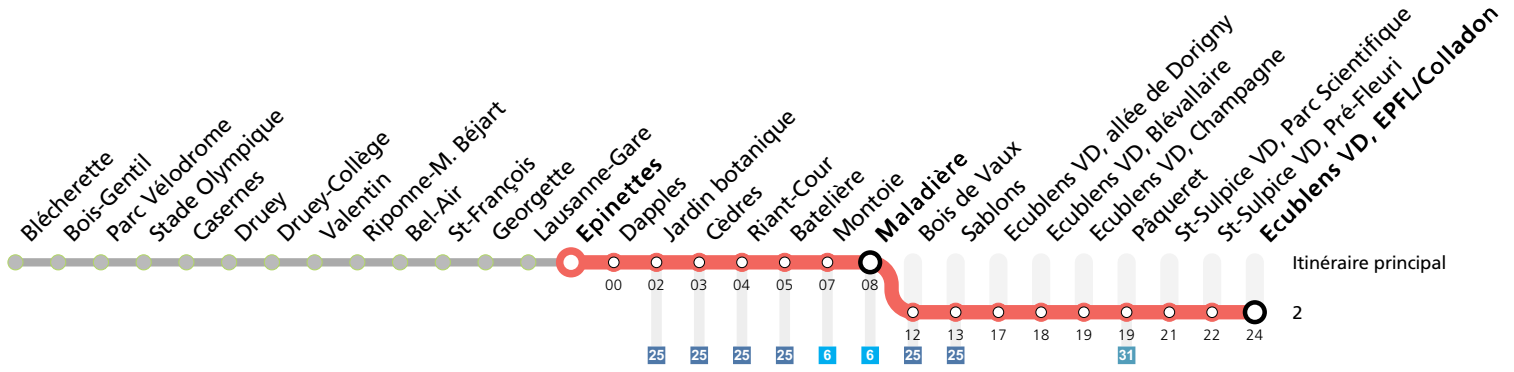 Blécherette
Bois-Gentil
Parc Vélodrome
Stade Olympique
Casernes
Druey
Druey-Collège
Valentin
Riponne-M. Béjart
Bel-Air
St-François
Georgette
Lausanne-Gare
Epinettes
Dapples
Jardin botanique
Cèdres
Riant-Cour
Batelière
Montoie
Maladière
Bois de Vaux
Sablons
Ecublens VD, allée de Dorigny
Ecublens VD, Blévallaire
Ecublens VD, Champagne
Pâqueret
St-Sulpice VD, Parc Scientifique
St-Sulpice VD, Pré-Fleuri
Ecublens VD, EPFL/Colladon
Itinéraire principal
00 02 03 04 05 07 08
2
12 13 17 18 19 19 21 22 24
25 25 25 25 6 6 25 25 31